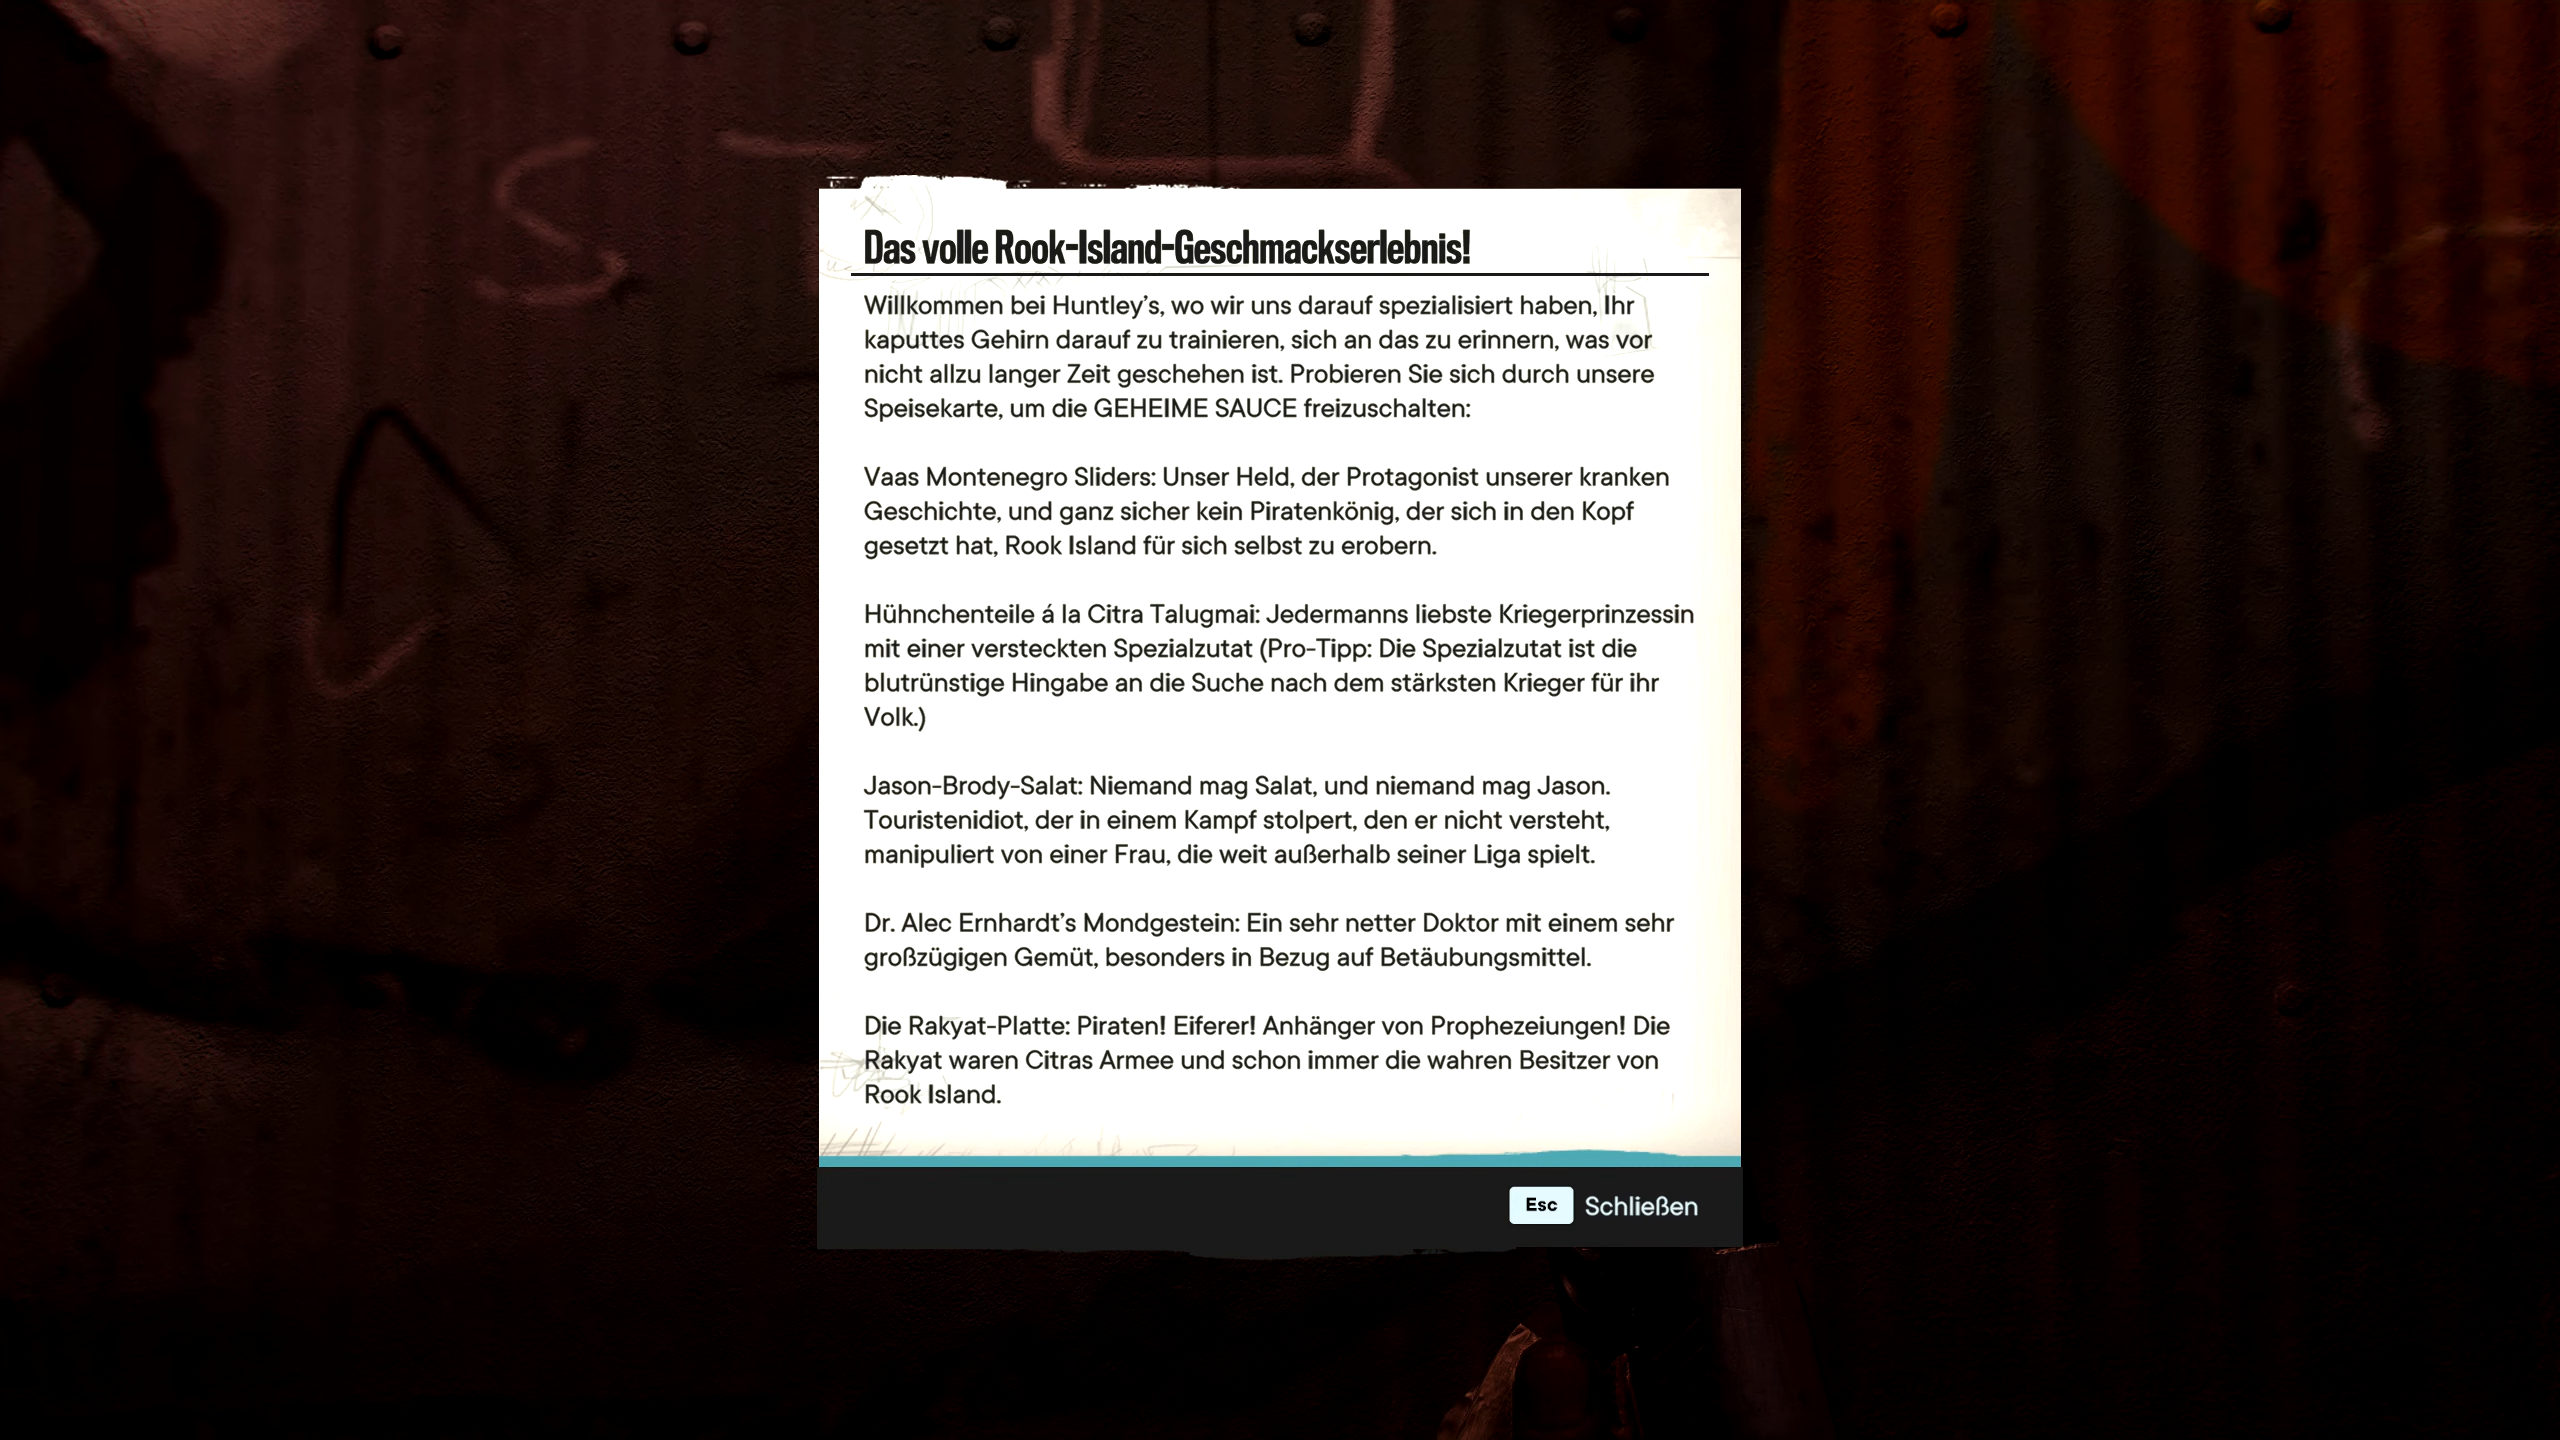 Das volle Rook-Island-Geschmackserlebnis!
Willkommen bei Huntley’s, wo wir uns darauf spezialisiert haben, Ihr
kaputtes Gehirn darauf zu trainieren, sich an das zu erinnern, was vor
nicht allzu langer Zeit geschehen ist. Probieren Sie sich durch unsere
Speisekarte, um die GEHEIME SAUCE freizuschalten:
Vaas Montenegro Sliders: Unser Held, der Protagonist unserer kranken
Geschichte, und ganz sicher kein Piratenkönig, der sich in den Kopf
gesetzt hat, Rook Island für sich selbst zu erobern.
Hühnchenteile á la Citra Talugmai: Jedermanns liebste Kriegerprinzessin
mit einer versteckten Spezialzutat (Pro-Tipp: Die Spezialzutat ist die
blutrünstige Hingabe an die Suche nach dem stärksten Krieger für ihr
Volk.)
Jason-Brody-Salat: Niemand mag Salat, und niemand mag Jason.
Touristenidiot, der in einem Kampf stolpert, den er nicht versteht,
manipuliert von einer Frau, die weit außerhalb seiner Liga spielt.
Dr. Alec Ernhardt’s Mondgestein: Ein sehr netter Doktor mit einem sehr
großzügigen Gemüt, besonders in Bezug auf Betäubungsmittel.
Die Rakyat-Platte: Piraten! Eiferer! Anhänger von Prophezeiungen! Die
Rakyat waren Citras Armee und schon immer die wahren Besitzer von
Rook Island.
Esc Schließen